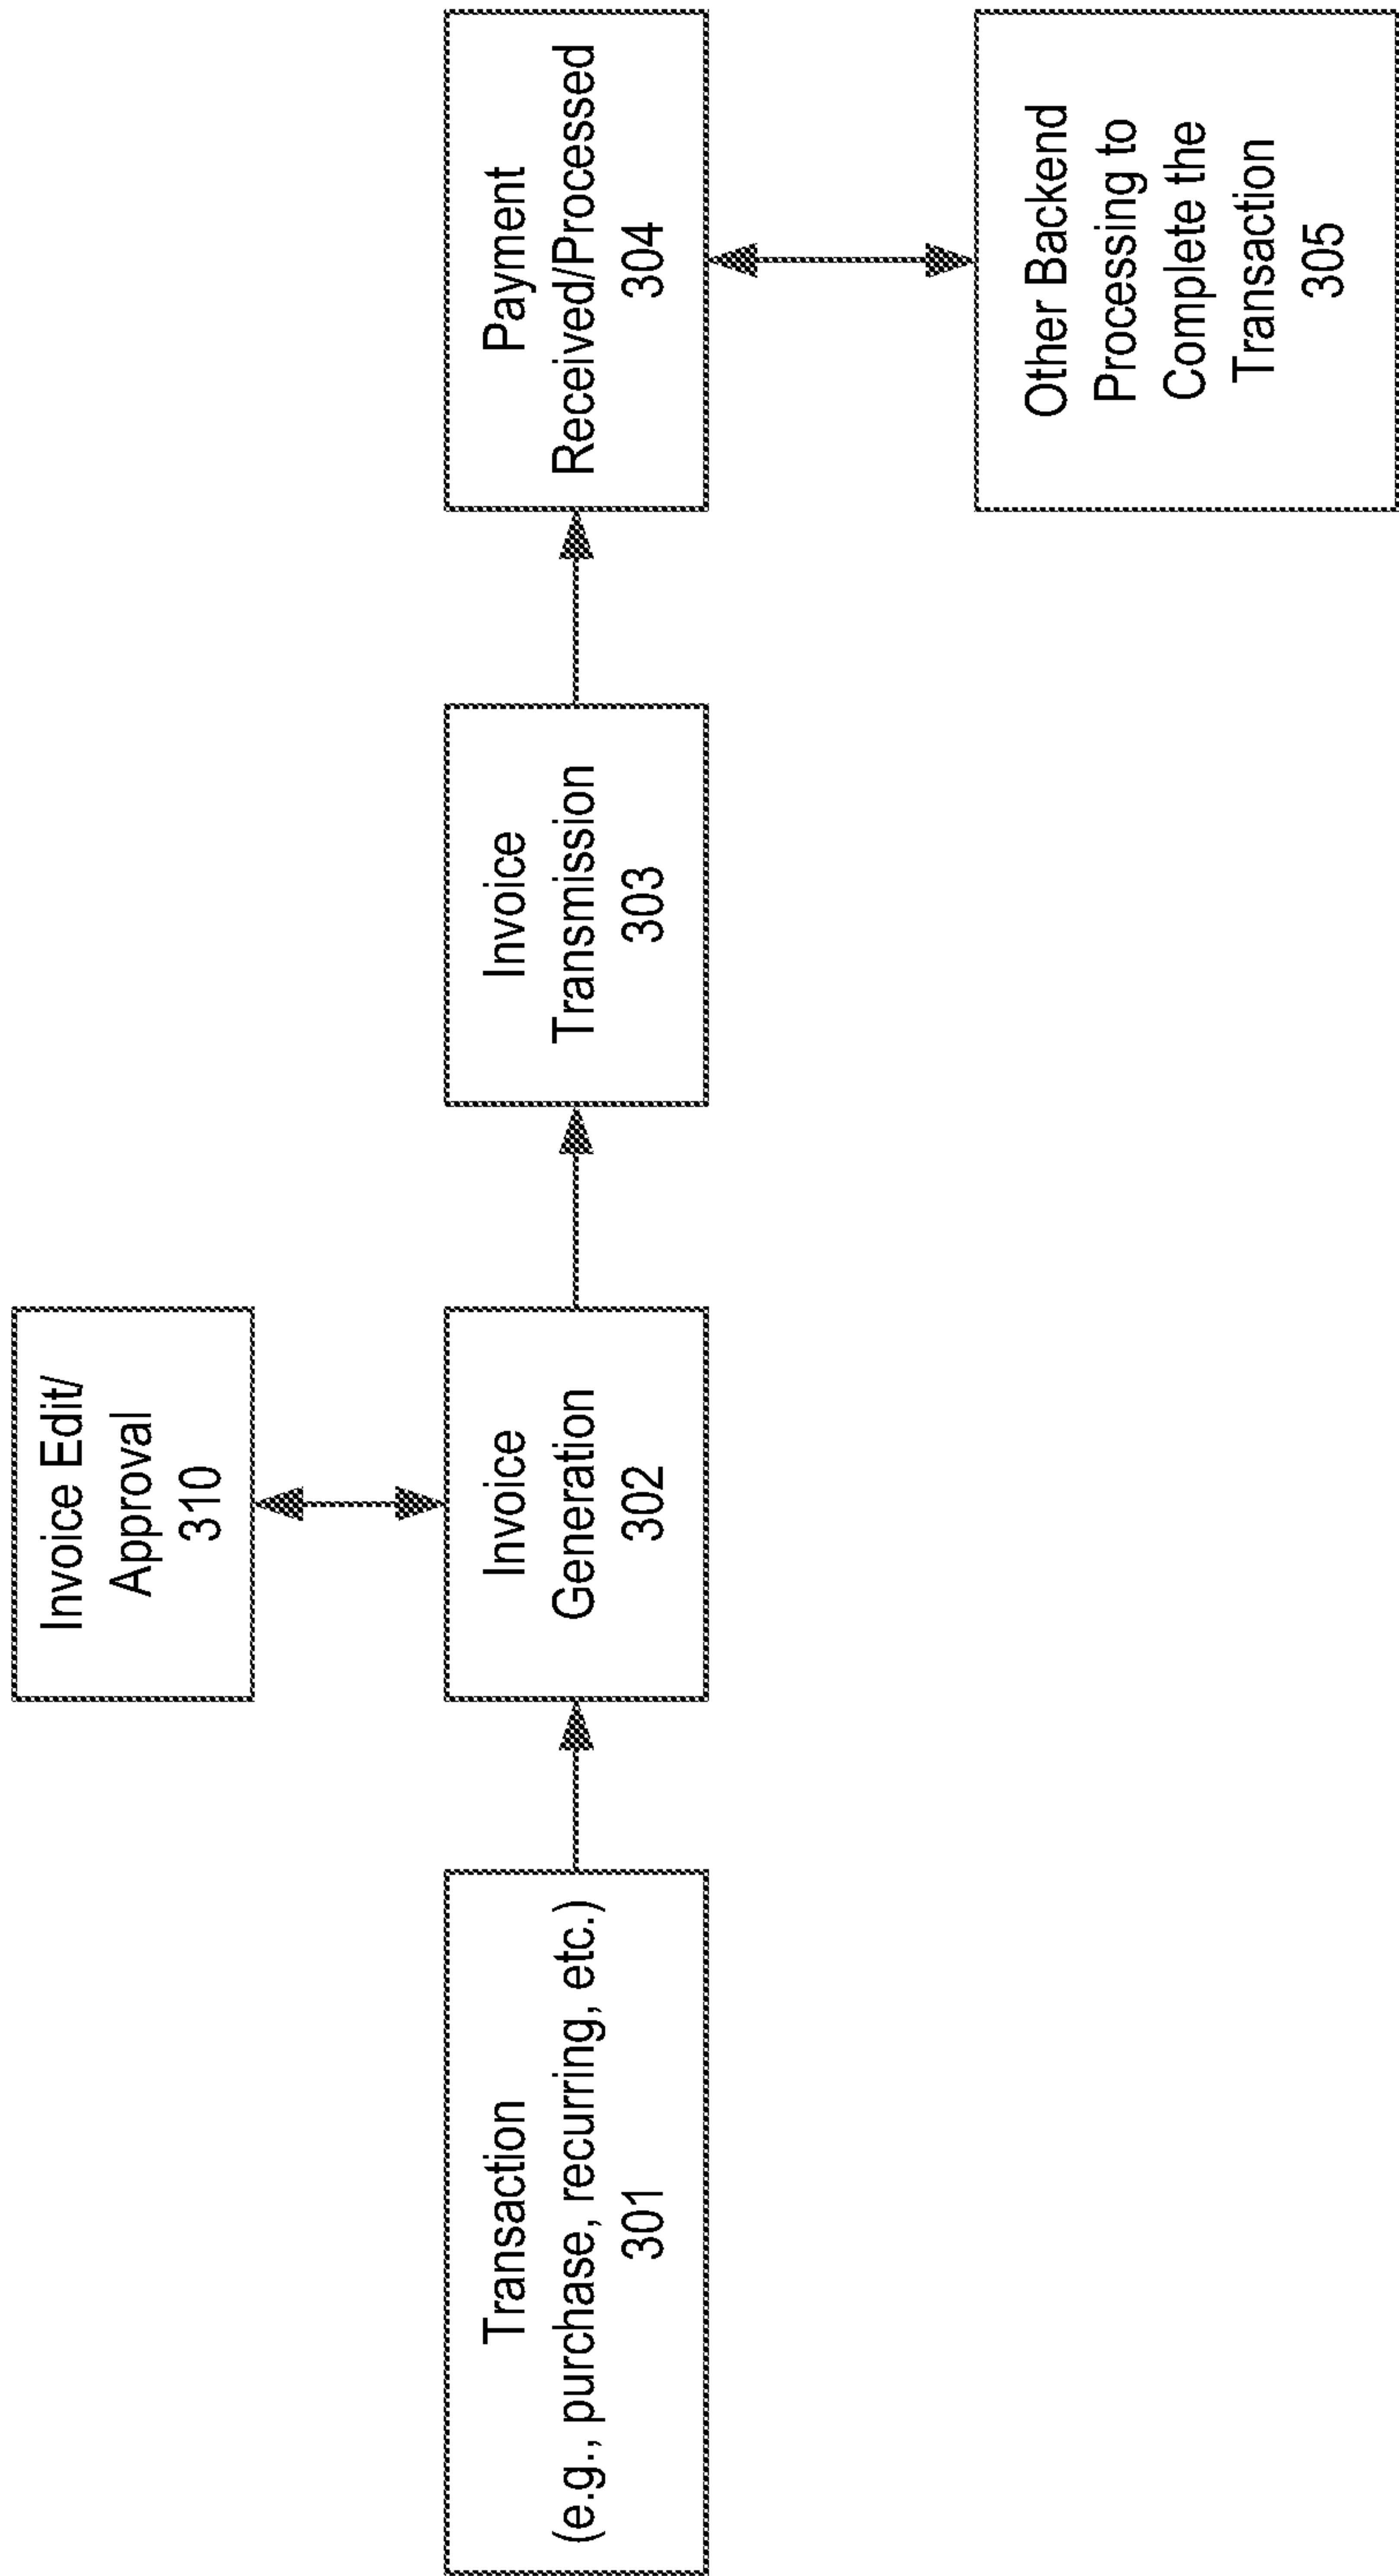 Invoice Edit/
Approval
310
Transaction
(e.g., purchase, recurring, etc.)
301
Invoice
Generation
302
Invoice
Transmission
303
Payment
Received/Processed
304
Other Backend
Processing to
Complete the
Transaction
305